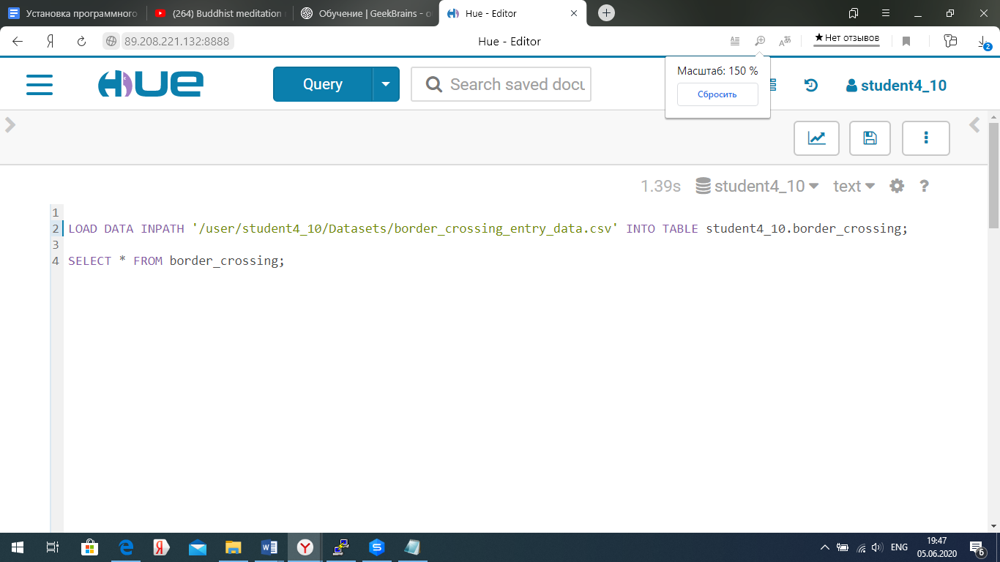 Установка программного
(264) Buddhist meditation
Обучение | GeekBrains - о
Hue - Editor
89.208.221.132:8888
Hue - Editor
Нет отзывов
2
HUE
Query
Search saved docu
Масштаб: 150 %
Сбросить
student4_10
1.39s
student4_10
text
?
1
2 LOAD DATA INPATH '/user/student4_10/Datasets/border_crossing_entry_data.csv' INTO TABLE student4_10.border_crossing;
3
4 SELECT * FROM border_crossing;
ENG
19:47
05.06.2020
6